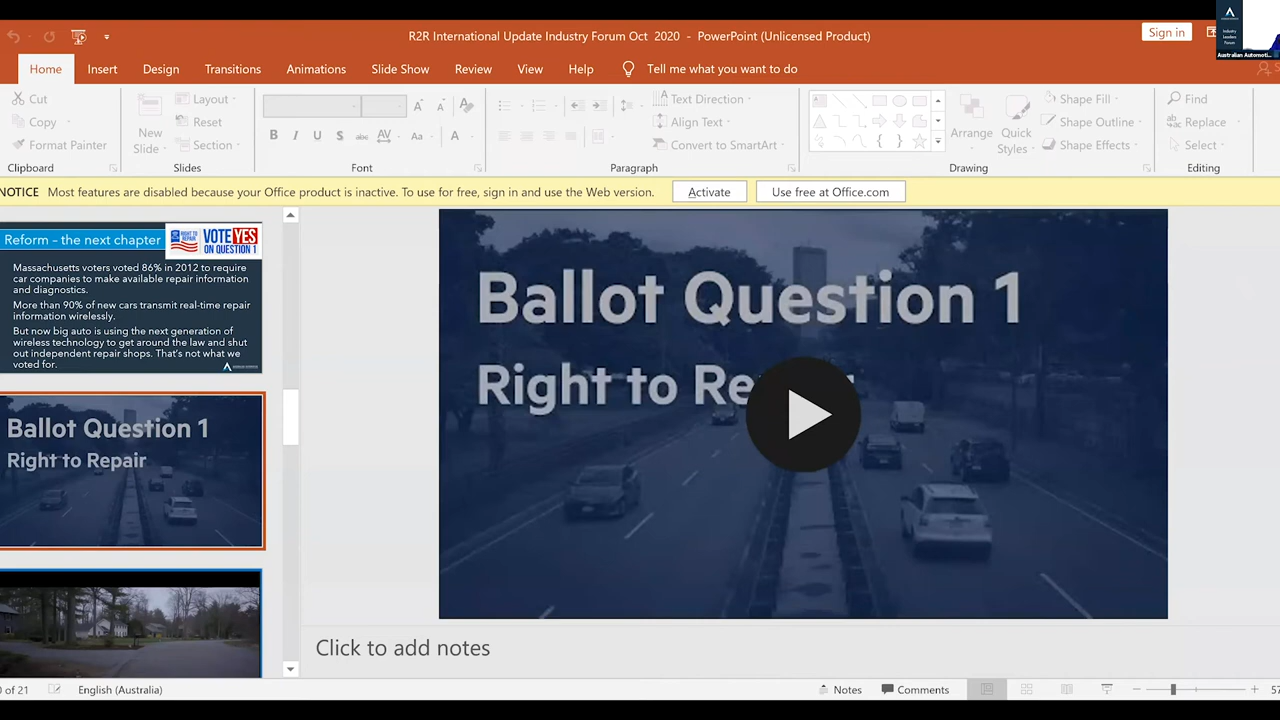 R2R International Update Industry Forum Oct 2020 - PowerPoint (Unlicensed Product)
Sign in
Industry
Leaders
Forum
Australian Automoti...
Home Insert Design Transitions Animations Slide Show Review View Help Tell me what you want to do
Cut
Copy
Format Painter
Clipboard
New
Slide
Layout
Reset
Section
Slides
B I U S abc AV Aa A
Font
Paragraph
Text Direction
Align Text
Convert to SmartArt
Arrange
Quick
Styles
Shape Fill
Shape Outline
Shape Effects
Drawing
Find
Replace
Select
Editing
NOTICE Most features are disabled because your Office product is inactive. To use for free, sign in and use the Web version. Activate Use free at Office.com
Reform – the next chapter
RIGHT TO
REPAIR
VOTE YES
ON QUESTION 1
Massachusetts voters voted 86% in 2012 to require
car companies to make available repair information
and diagnostics.
More than 90% of new cars transmit real-time repair
information wirelessly.
But now big auto is using the next generation of
wireless technology to get around the law and shut
out independent repair shops. That's not what we
voted for.
Ballot Question 1
Right to Repair
Ballot Question 1
Right to Re
Click to add notes
of 21 English (Australia) Notes Comments 57